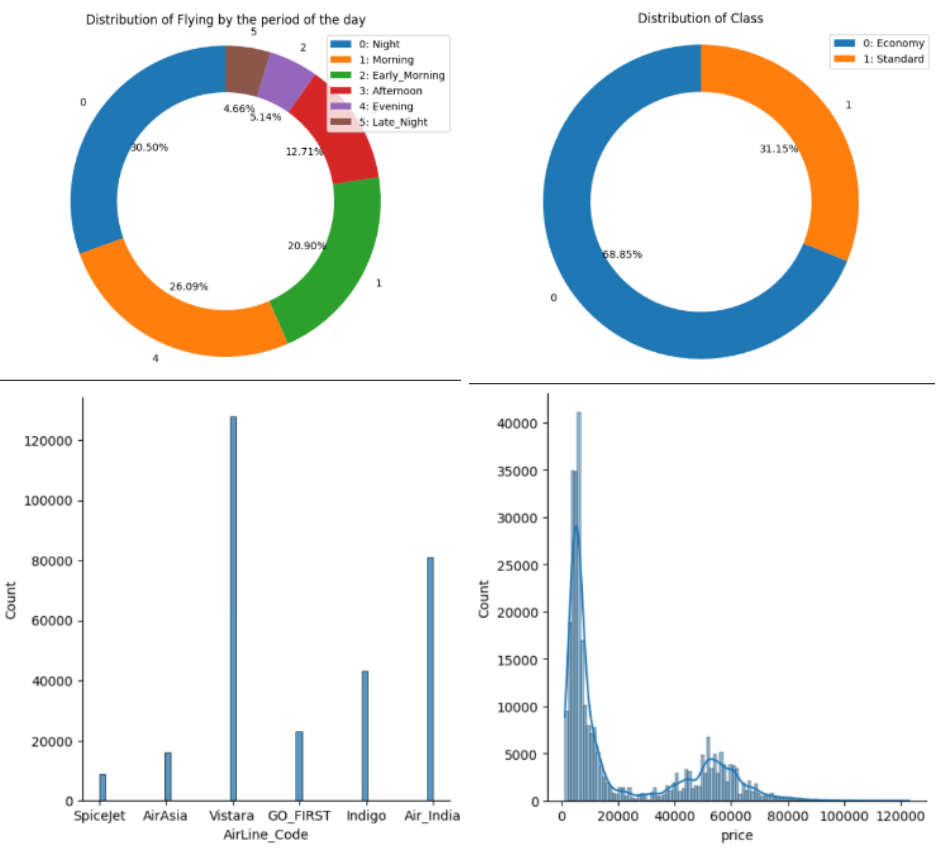 Distribution of Flying by the period of the day
5
2
0: Night
1: Morning
2: Early_Morning
3: Afternoon
4: Evening
5: Late_Night
0
4.66%
5.14%
30.50%
12.71%
20.90%
26.09%
1
4
Distribution of Class
0: Economy
1: Standard
1
31.15%
68.85%
0
Count
120000
100000
80000
60000
40000
20000
0
SpiceJet AirAsia Vistara GO_FIRST Indigo Air_India
AirLine_Code
Count
40000
35000
30000
25000
20000
15000
10000
5000
0
0 20000 40000 60000 80000 100000 120000
price